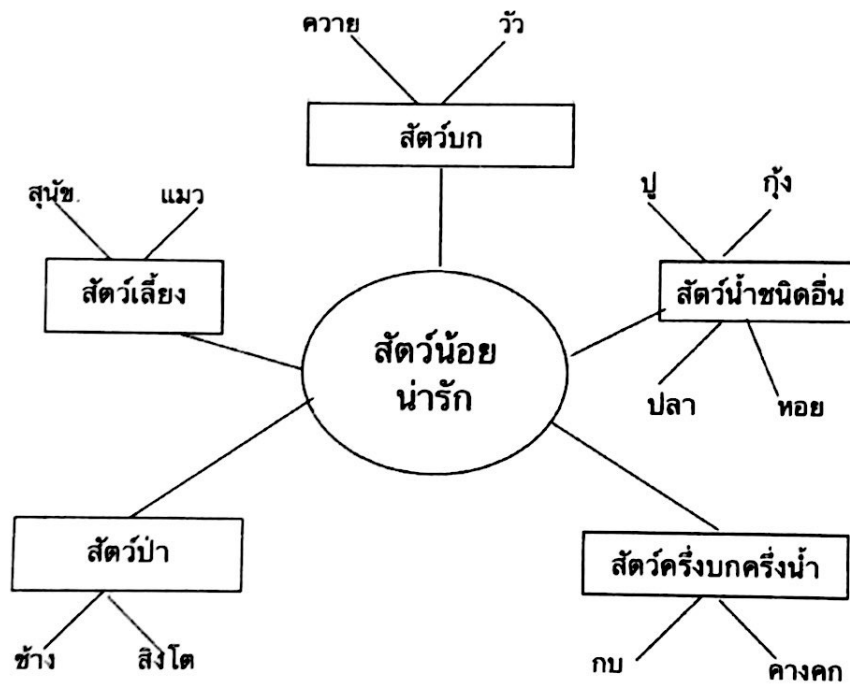 ควาย
วัว
สัตว์บก
สุนัข
แมว
สัตว์เลี้ยง
ปู
กุ้ง
สัตว์น้ำชนิดอื่น
ปลา
หอย
สัตว์น้อย
น่ารัก
สัตว์ป่า
ช้าง
สิงโต
สัตว์ครึ่งบกครึ่งน้ำ
กบ
คางคก